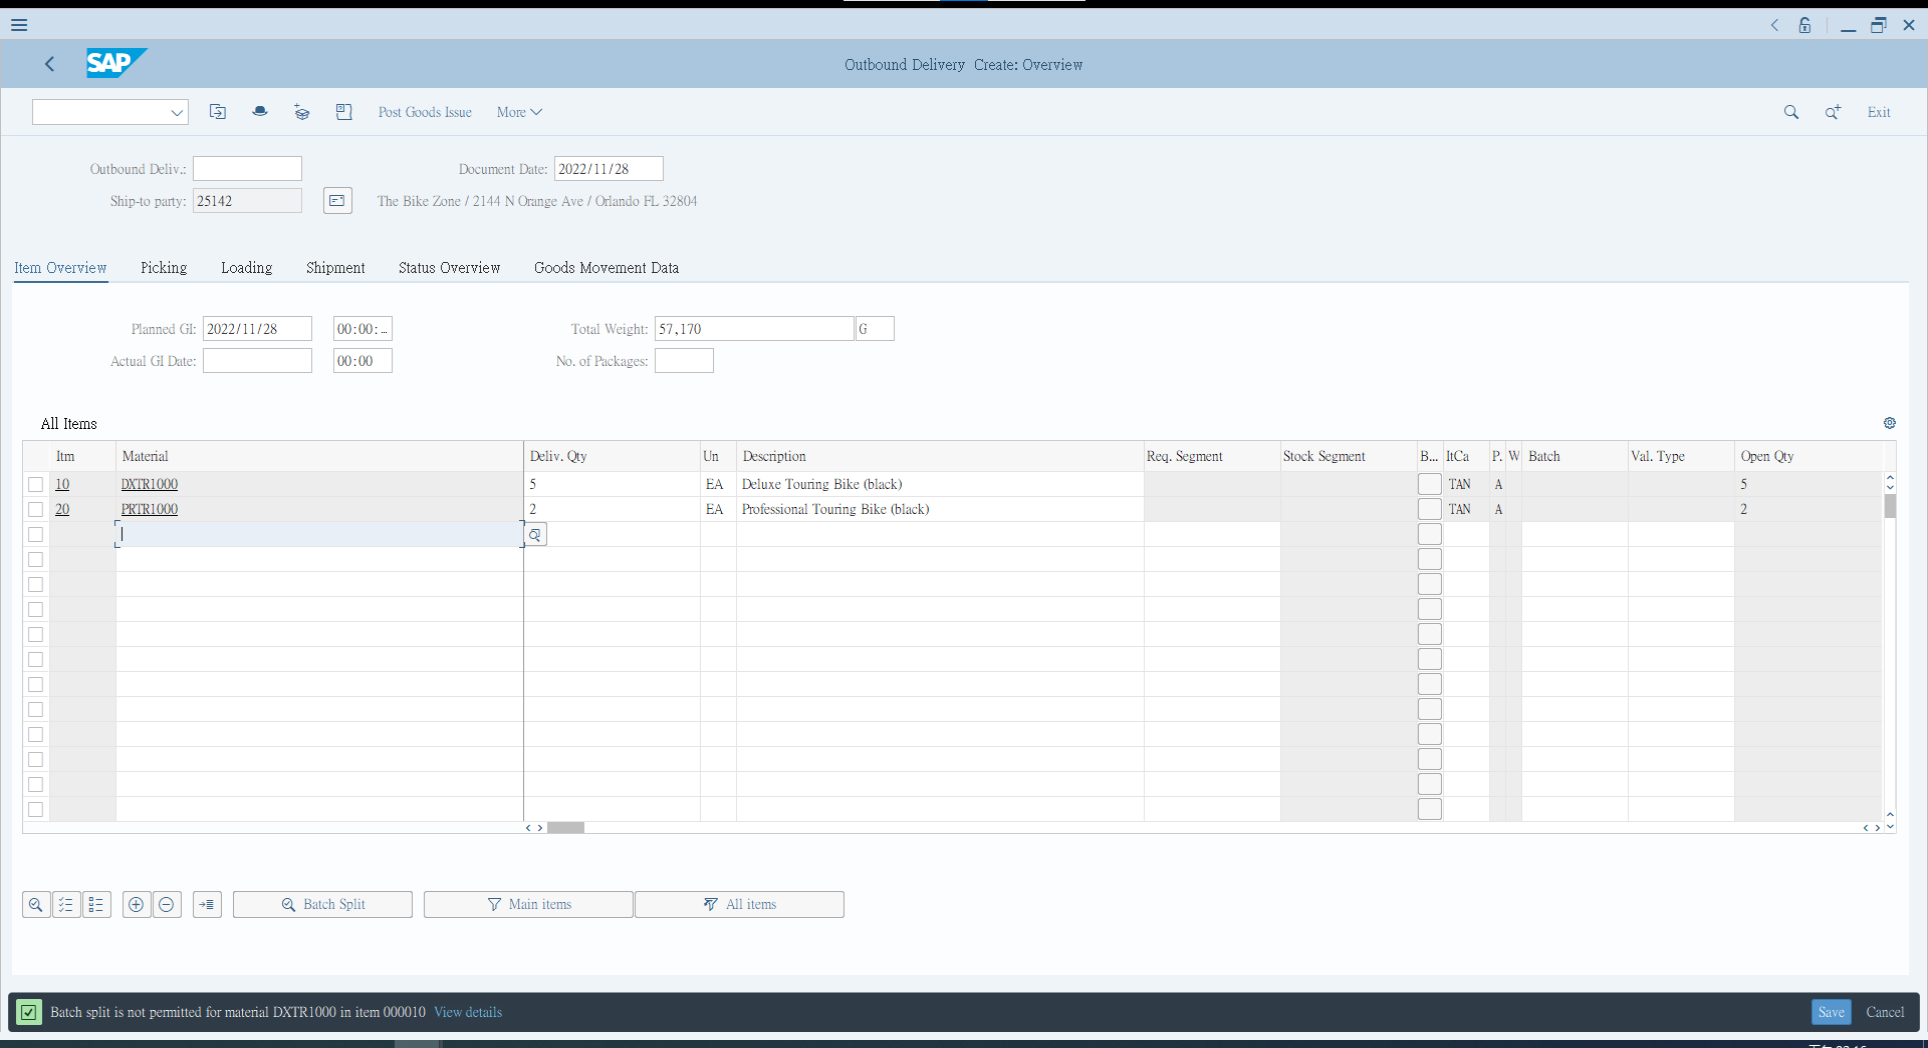 SAP
Outbound Delivery Create: Overview
Post Goods Issue More Exit
Outbound Deliv.: Document Date: 2022/11/28
Ship-to party: 25142 The Bike Zone / 2144 N Orange Ave / Orlando FL 32804
Item Overview Picking Loading Shipment Status Overview Goods Movement Data
Planned GI: 2022/11/28 00:00:.. Total Weight: 57,170 G
Actual GI Date: 00:00 No. of Packages:
All Items
Itm Material Deliv. Qty Un Description Req. Segment Stock Segment B... ItCa P. W Batch Val. Type Open Qty
10 DXTR1000 5 EA Deluxe Touring Bike (black) TAN A 5
20 PRTR1000 2 EA Professional Touring Bike (black) TAN A 2
Batch Split Main items All items
Batch split is not permitted for material DXTR1000 in item 000010 View details Save Cancel